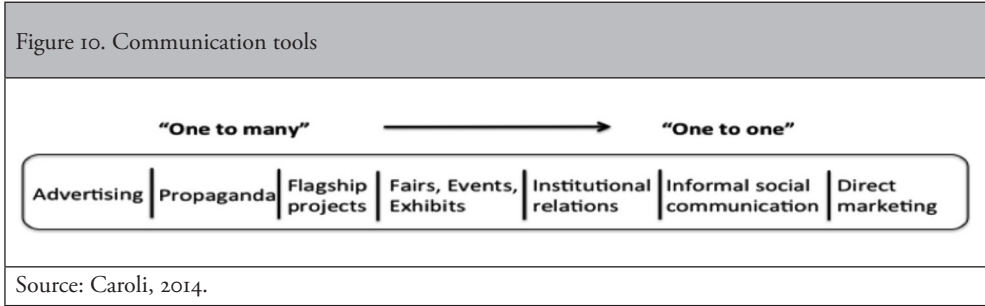 Figure 10. Communication tools
"One to many" "One to one"
Advertising Propaganda Flagship projects Fairs, Events, Exhibits Institutional relations Informal social communication Direct marketing
Source: Caroli, 2014.